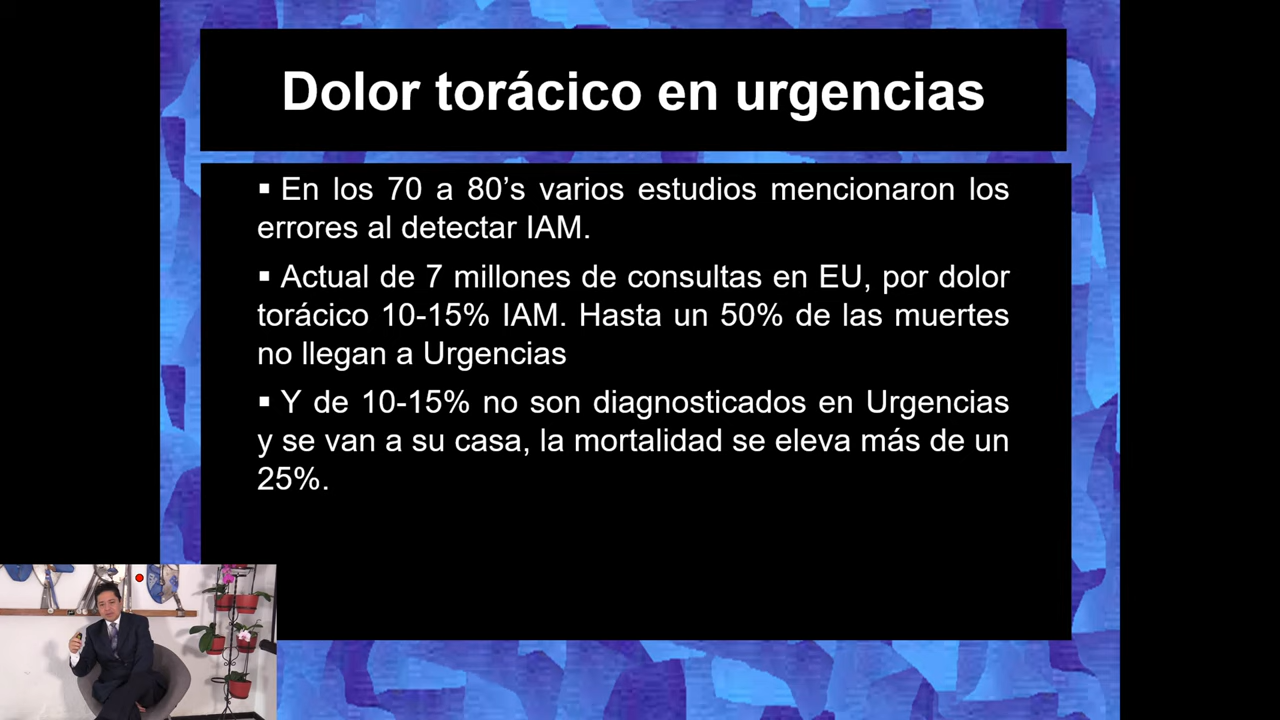 Dolor torácico en urgencias
▪ En los 70 a 80’s varios estudios mencionaron los
errores al detectar IAM.
▪ Actual de 7 millones de consultas en EU, por dolor
torácico 10-15% IAM. Hasta un 50% de las muertes
no llegan a Urgencias
▪ Y de 10-15% no son diagnosticados en Urgencias
y se van a su casa, la mortalidad se eleva más de un
25%.